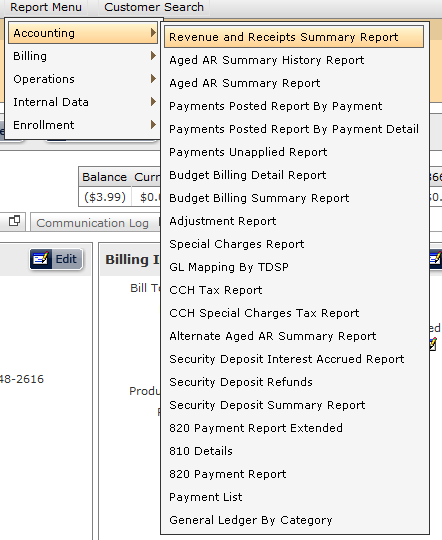 Report Menu Customer Search
Accounting
Billing
Operations
Internal Data
Enrollment
Revenue and Receipts Summary Report
Aged AR Summary History Report
Aged AR Summary Report
Payments Posted Report By Payment
Payments Posted Report By Payment Detail
Payments Unapplied Report
Budget Billing Detail Report
Budget Billing Summary Report
Adjustment Report
Special Charges Report
GL Mapping By TDSP
CCH Tax Report
CCH Special Charges Tax Report
Alternate Aged AR Summary Report
Security Deposit Interest Accrued Report
Security Deposit Refunds
Security Deposit Summary Report
820 Payment Report Extended
810 Details
820 Payment Report
Payment List
General Ledger By Category
Balance
($3.99)
Communication Log
Edit
Billing
Bill
48-2616